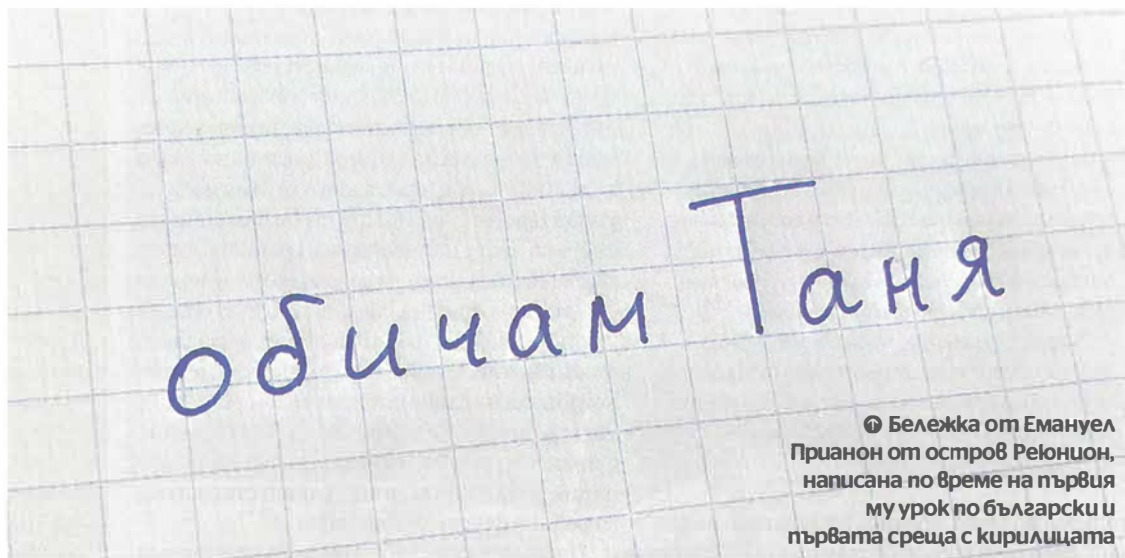 обичам Таня
Бележка от Емануел
Прианон от остров Реюнион,
написана по време на първия
му урок по български и
първата среща с кирилицата